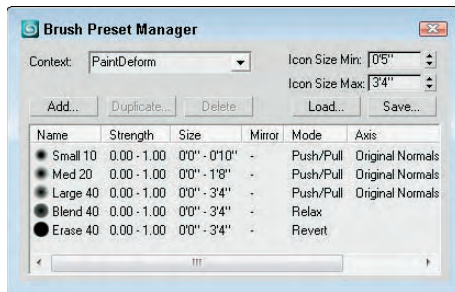 Brush Preset Manager
Context: PaintDeform
Icon Size Min: 0'5"
Icon Size Max: 3'4"
Add... Duplicate... Delete Load... Save...
Name Strength Size Mirror Mode Axis
Small 10 0.00 - 1.00 0'0" - 0'10" - Push/Pull Original Normals
Med 20 0.00 - 1.00 0'0" - 1'8" - Push/Pull Original Normals
Large 40 0.00 - 1.00 0'0" - 3'4" - Push/Pull Original Normals
Blend 40 0.00 - 1.00 0'0" - 3'4" - Relax
Erase 40 0.00 - 1.00 0'0" - 3'4" - Revert